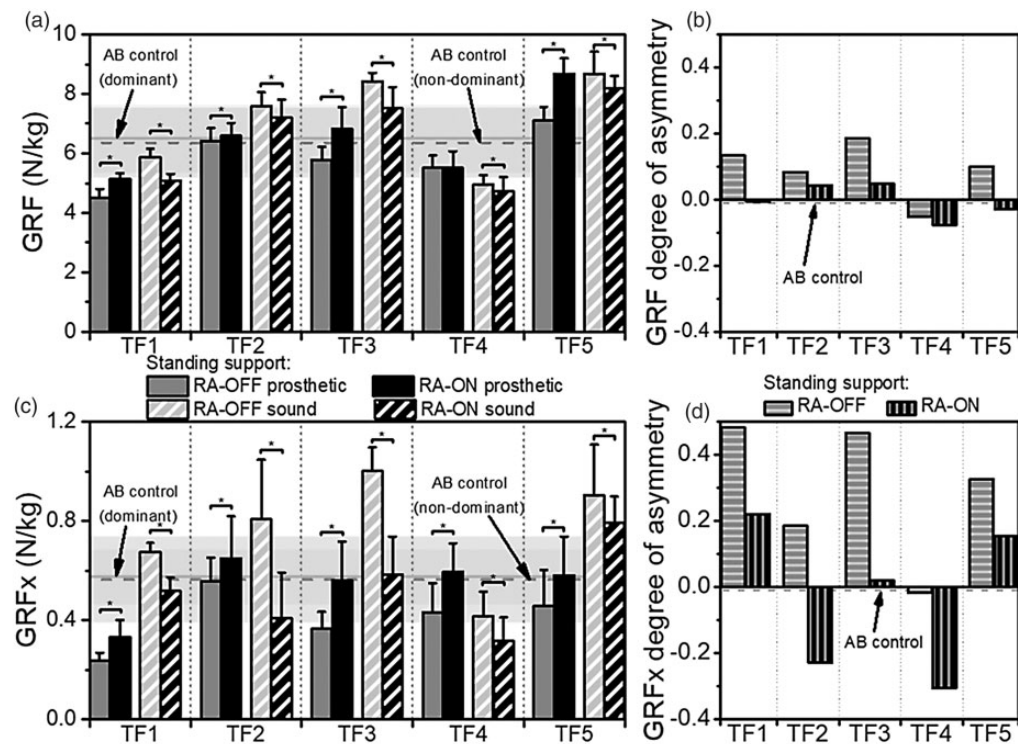 (a)
GRF (N/kg)
10
8
6
4
2
0
AB control
(dominant)
AB control
(non-dominant)
* * * * * * * * *
TF1 TF2 TF3 TF4 TF5
(b)
GRF degree of asymmetry
0.4
0.2
0.0
-0.2
-0.4
AB control
TF1 TF2 TF3 TF4 TF5
Standing support:
RA-OFF prosthetic RA-ON prosthetic
RA-OFF sound RA-ON sound
(c)
GRFx (N/kg)
1.2
0.8
0.4
0.0
AB control
(dominant)
AB control
(non-dominant)
* * * * * * * * * *
TF1 TF2 TF3 TF4 TF5
Standing support:
RA-OFF RA-ON
(d)
GRFx degree of asymmetry
0.4
0.2
0.0
-0.2
-0.4
AB control
TF1 TF2 TF3 TF4 TF5